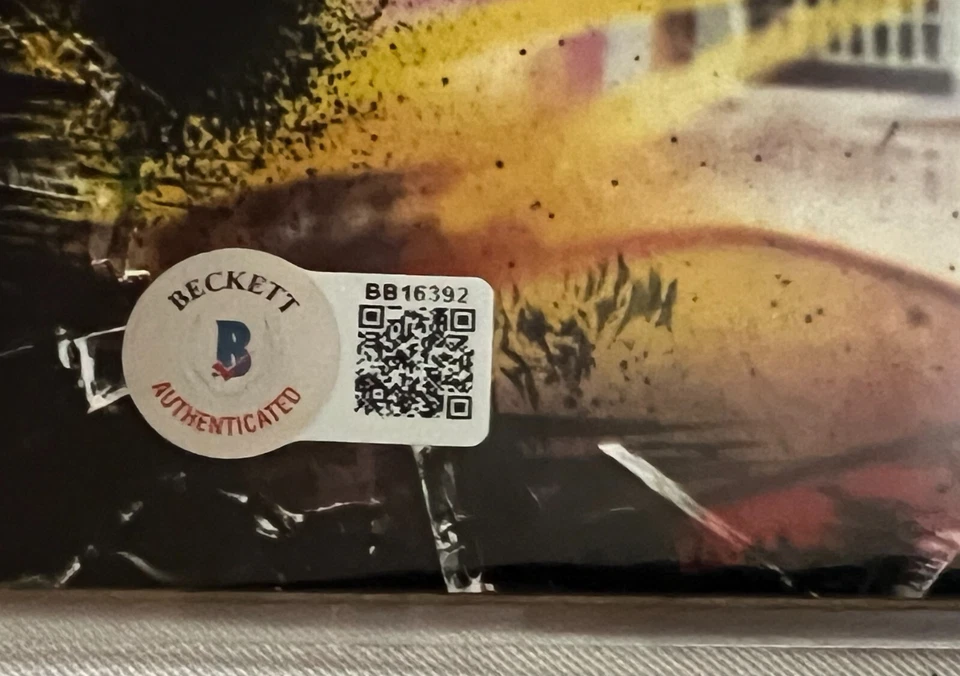 BECKETT
B
AUTHENTICATED
BB16392